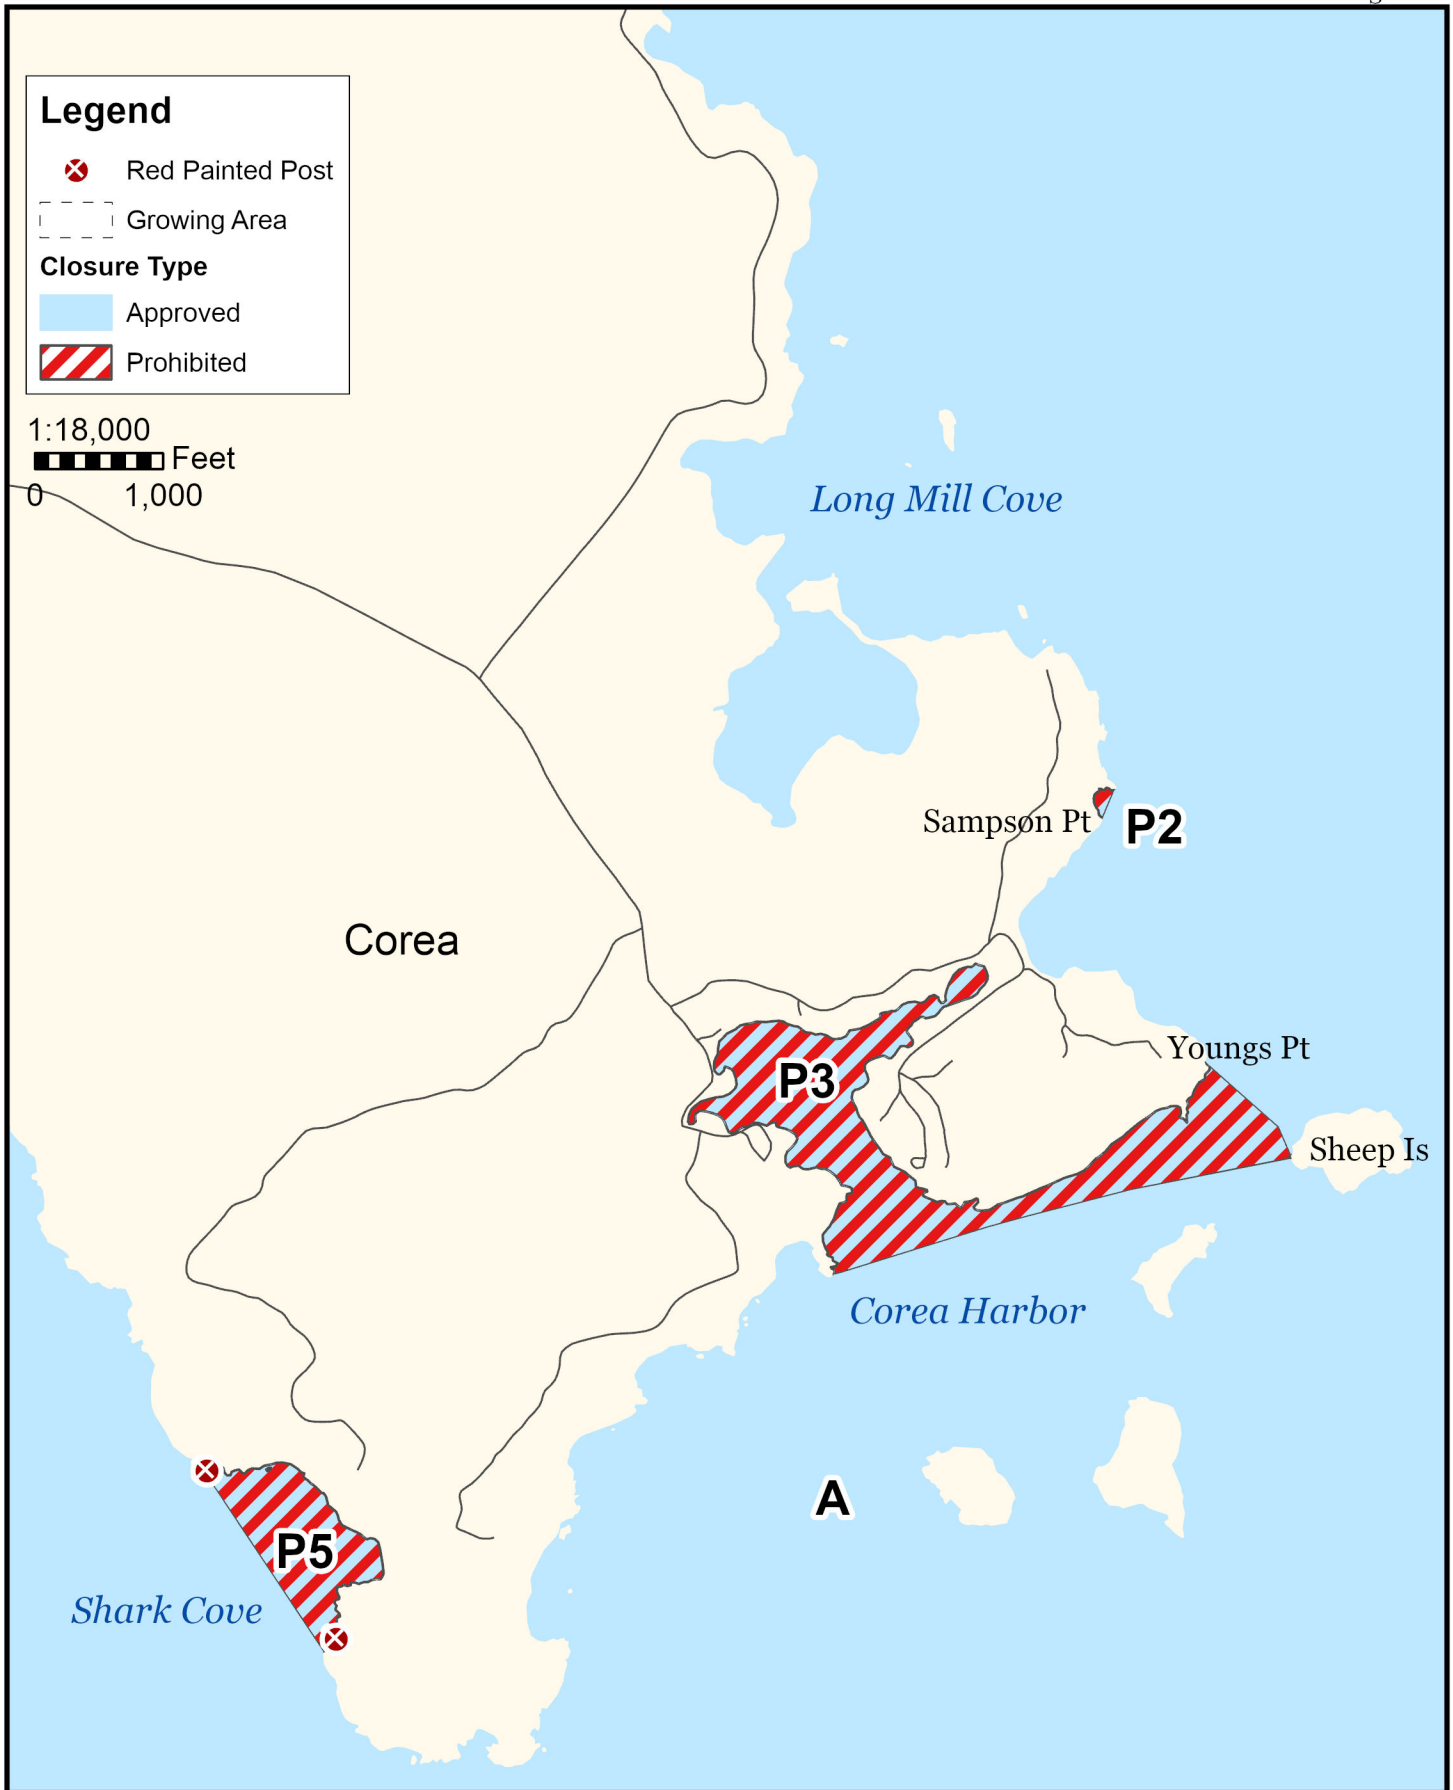 Legend
Red Painted Post
Growing Area
Closure Type
Approved
Prohibited
1:18,000
Feet
0 1,000
Long Mill Cove
Sampson Pt
P2
Corea
Youngs Pt
P3
Sheep Is
Corea Harbor
A
P5
Shark Cove